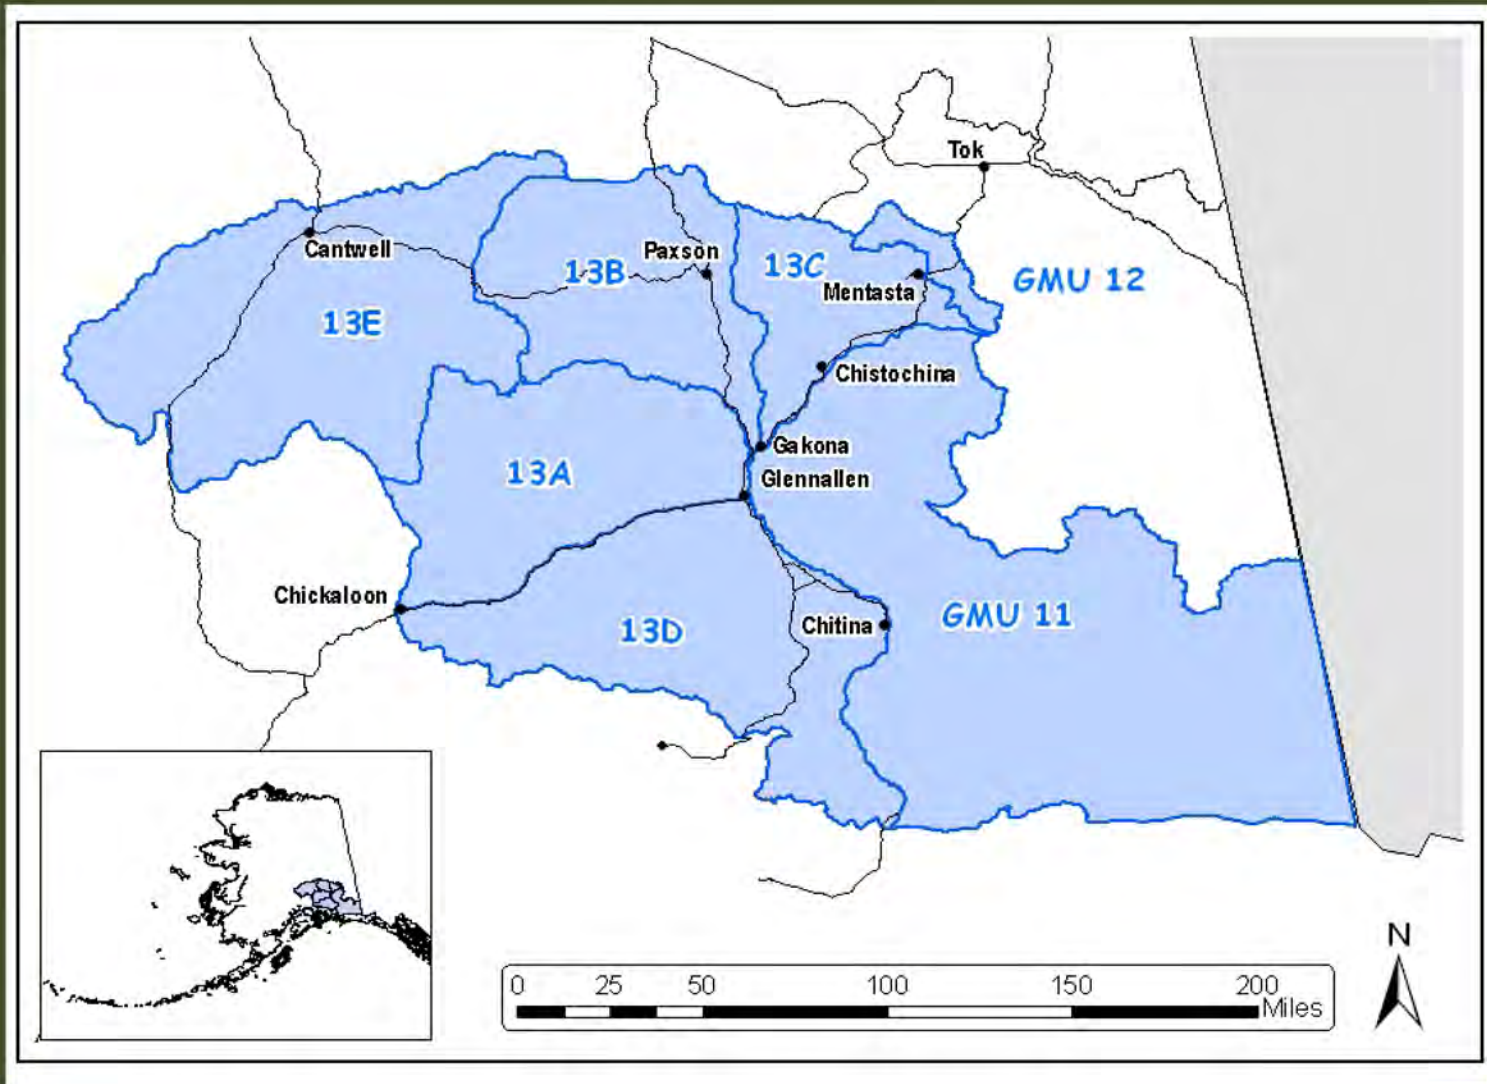 Tok
Cantwell
Paxson
13B
13C
GMU 12
Mentasta
13E
Chistochina
Gakona
13A
Glennallen
Chickaloon
13D
Chitina
GMU 11
N
0 25 50 100 150 200
Miles